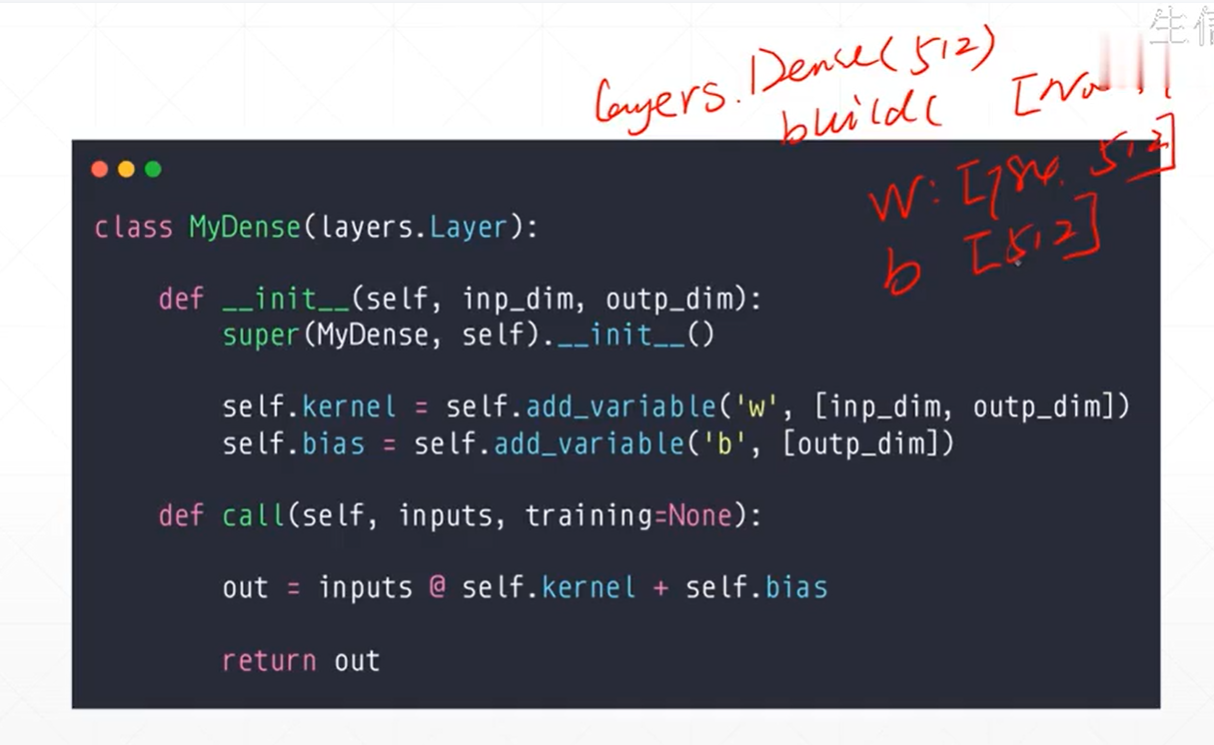 生信
Layers.Dense(512)
build( [No
W: [784, 512]
b [512]
class MyDense(layers.Layer):
def __init__(self, inp_dim, outp_dim):
super(MyDense, self).__init__()
self.kernel = self.add_variable('w', [inp_dim, outp_dim])
self.bias = self.add_variable('b', [outp_dim])
def call(self, inputs, training=None):
out = inputs @ self.kernel + self.bias
return out